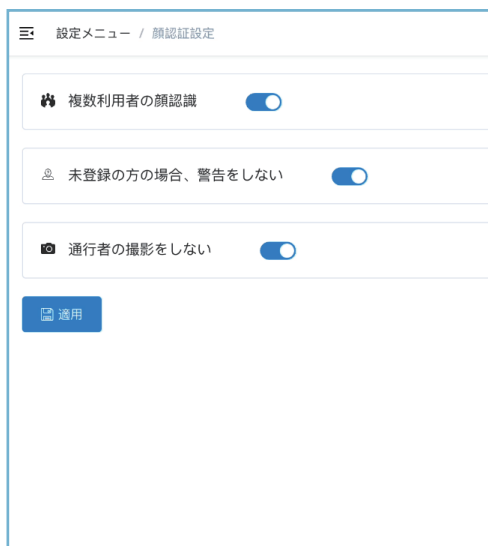 設定メニュー / 顔認証設定
複数利用者の顔認識
未登録の方の場合、警告をしない
通行者の撮影をしない
適用